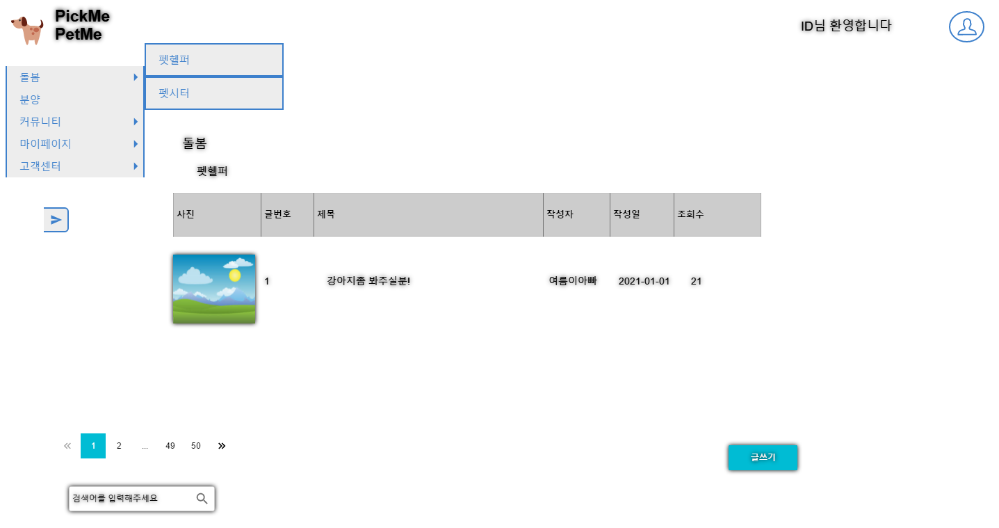 PickMe
PetMe
ID님 환영합니다
펫헬퍼
펫시터
돌봄
분양
커뮤니티
마이페이지
고객센터
돌봄
펫헬퍼
사진 글번호 제목 작성자 작성일 조회수
1 강아지좀 봐주실분! 여름이아빠 2021-01-01 21
« 1 2 ... 49 50 »
글쓰기
검색어를 입력해주세요